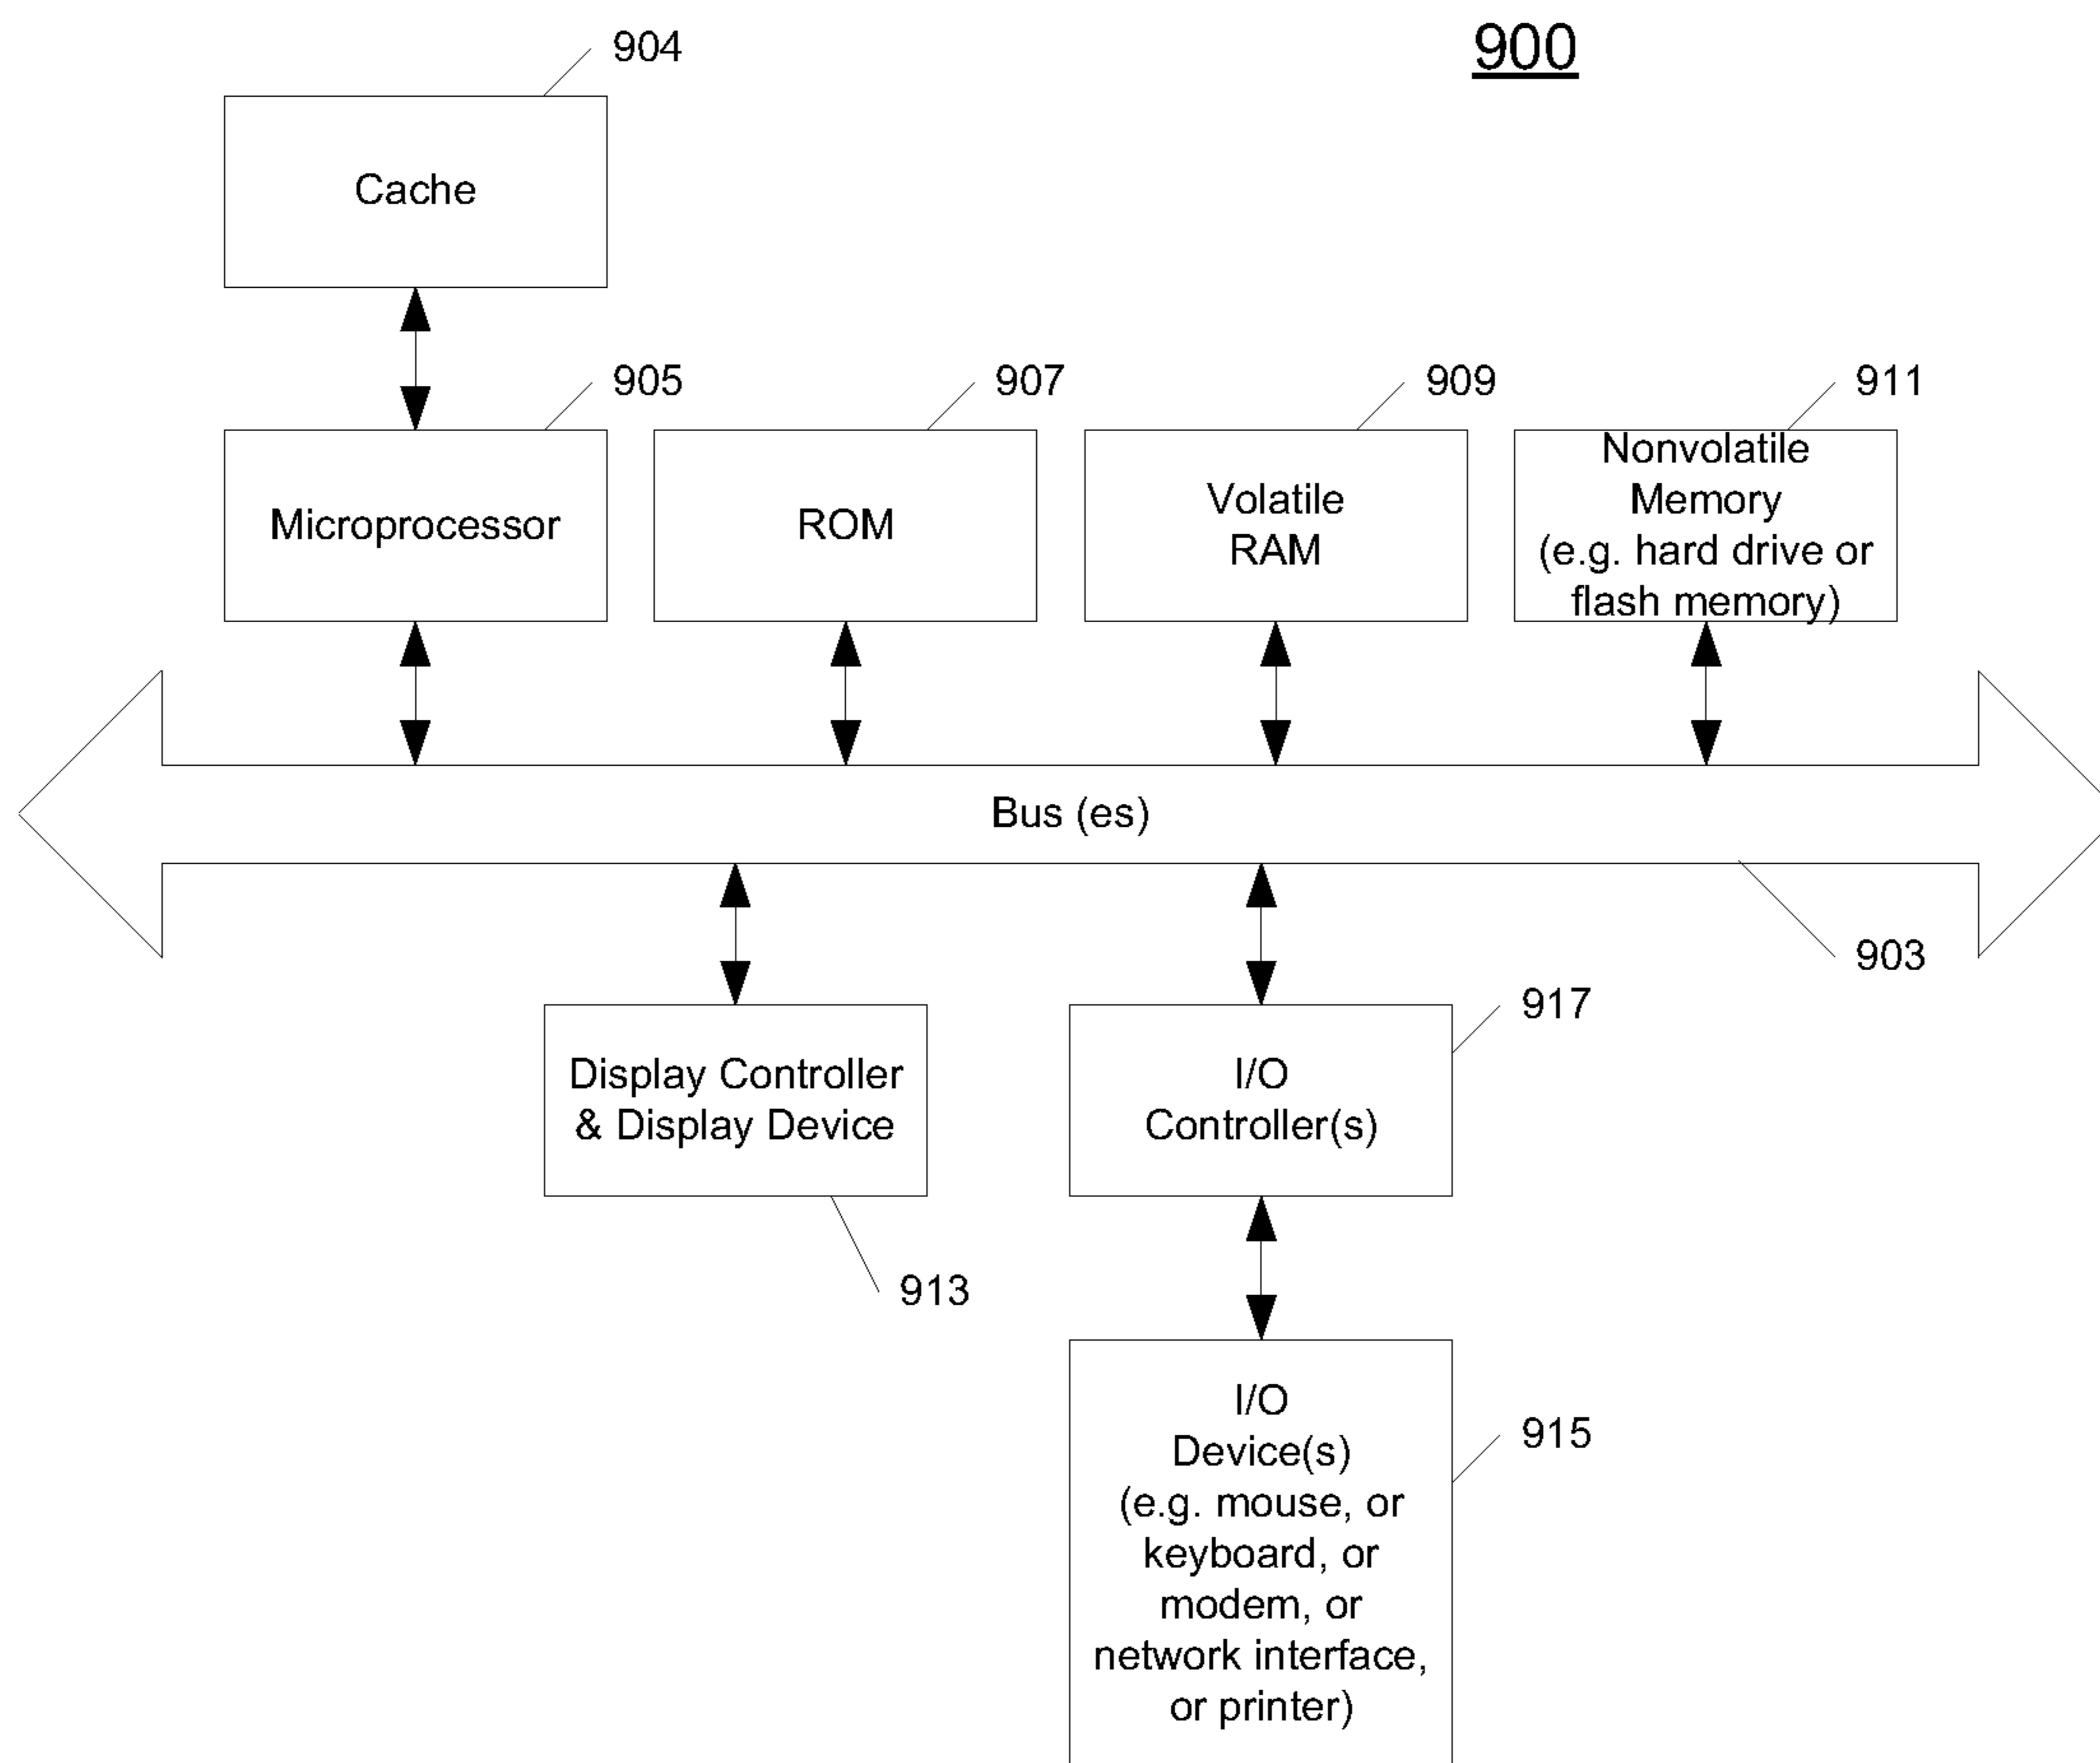 900
904
Cache
905
907
909
911
Microprocessor
ROM
Volatile
RAM
Nonvolatile
Memory
(e.g. hard drive or
flash memory)
Bus (es)
903
Display Controller
& Display Device
913
I/O
Controller(s)
917
I/O
Device(s)
(e.g. mouse, or
keyboard, or
modem, or
network interface,
or printer)
915